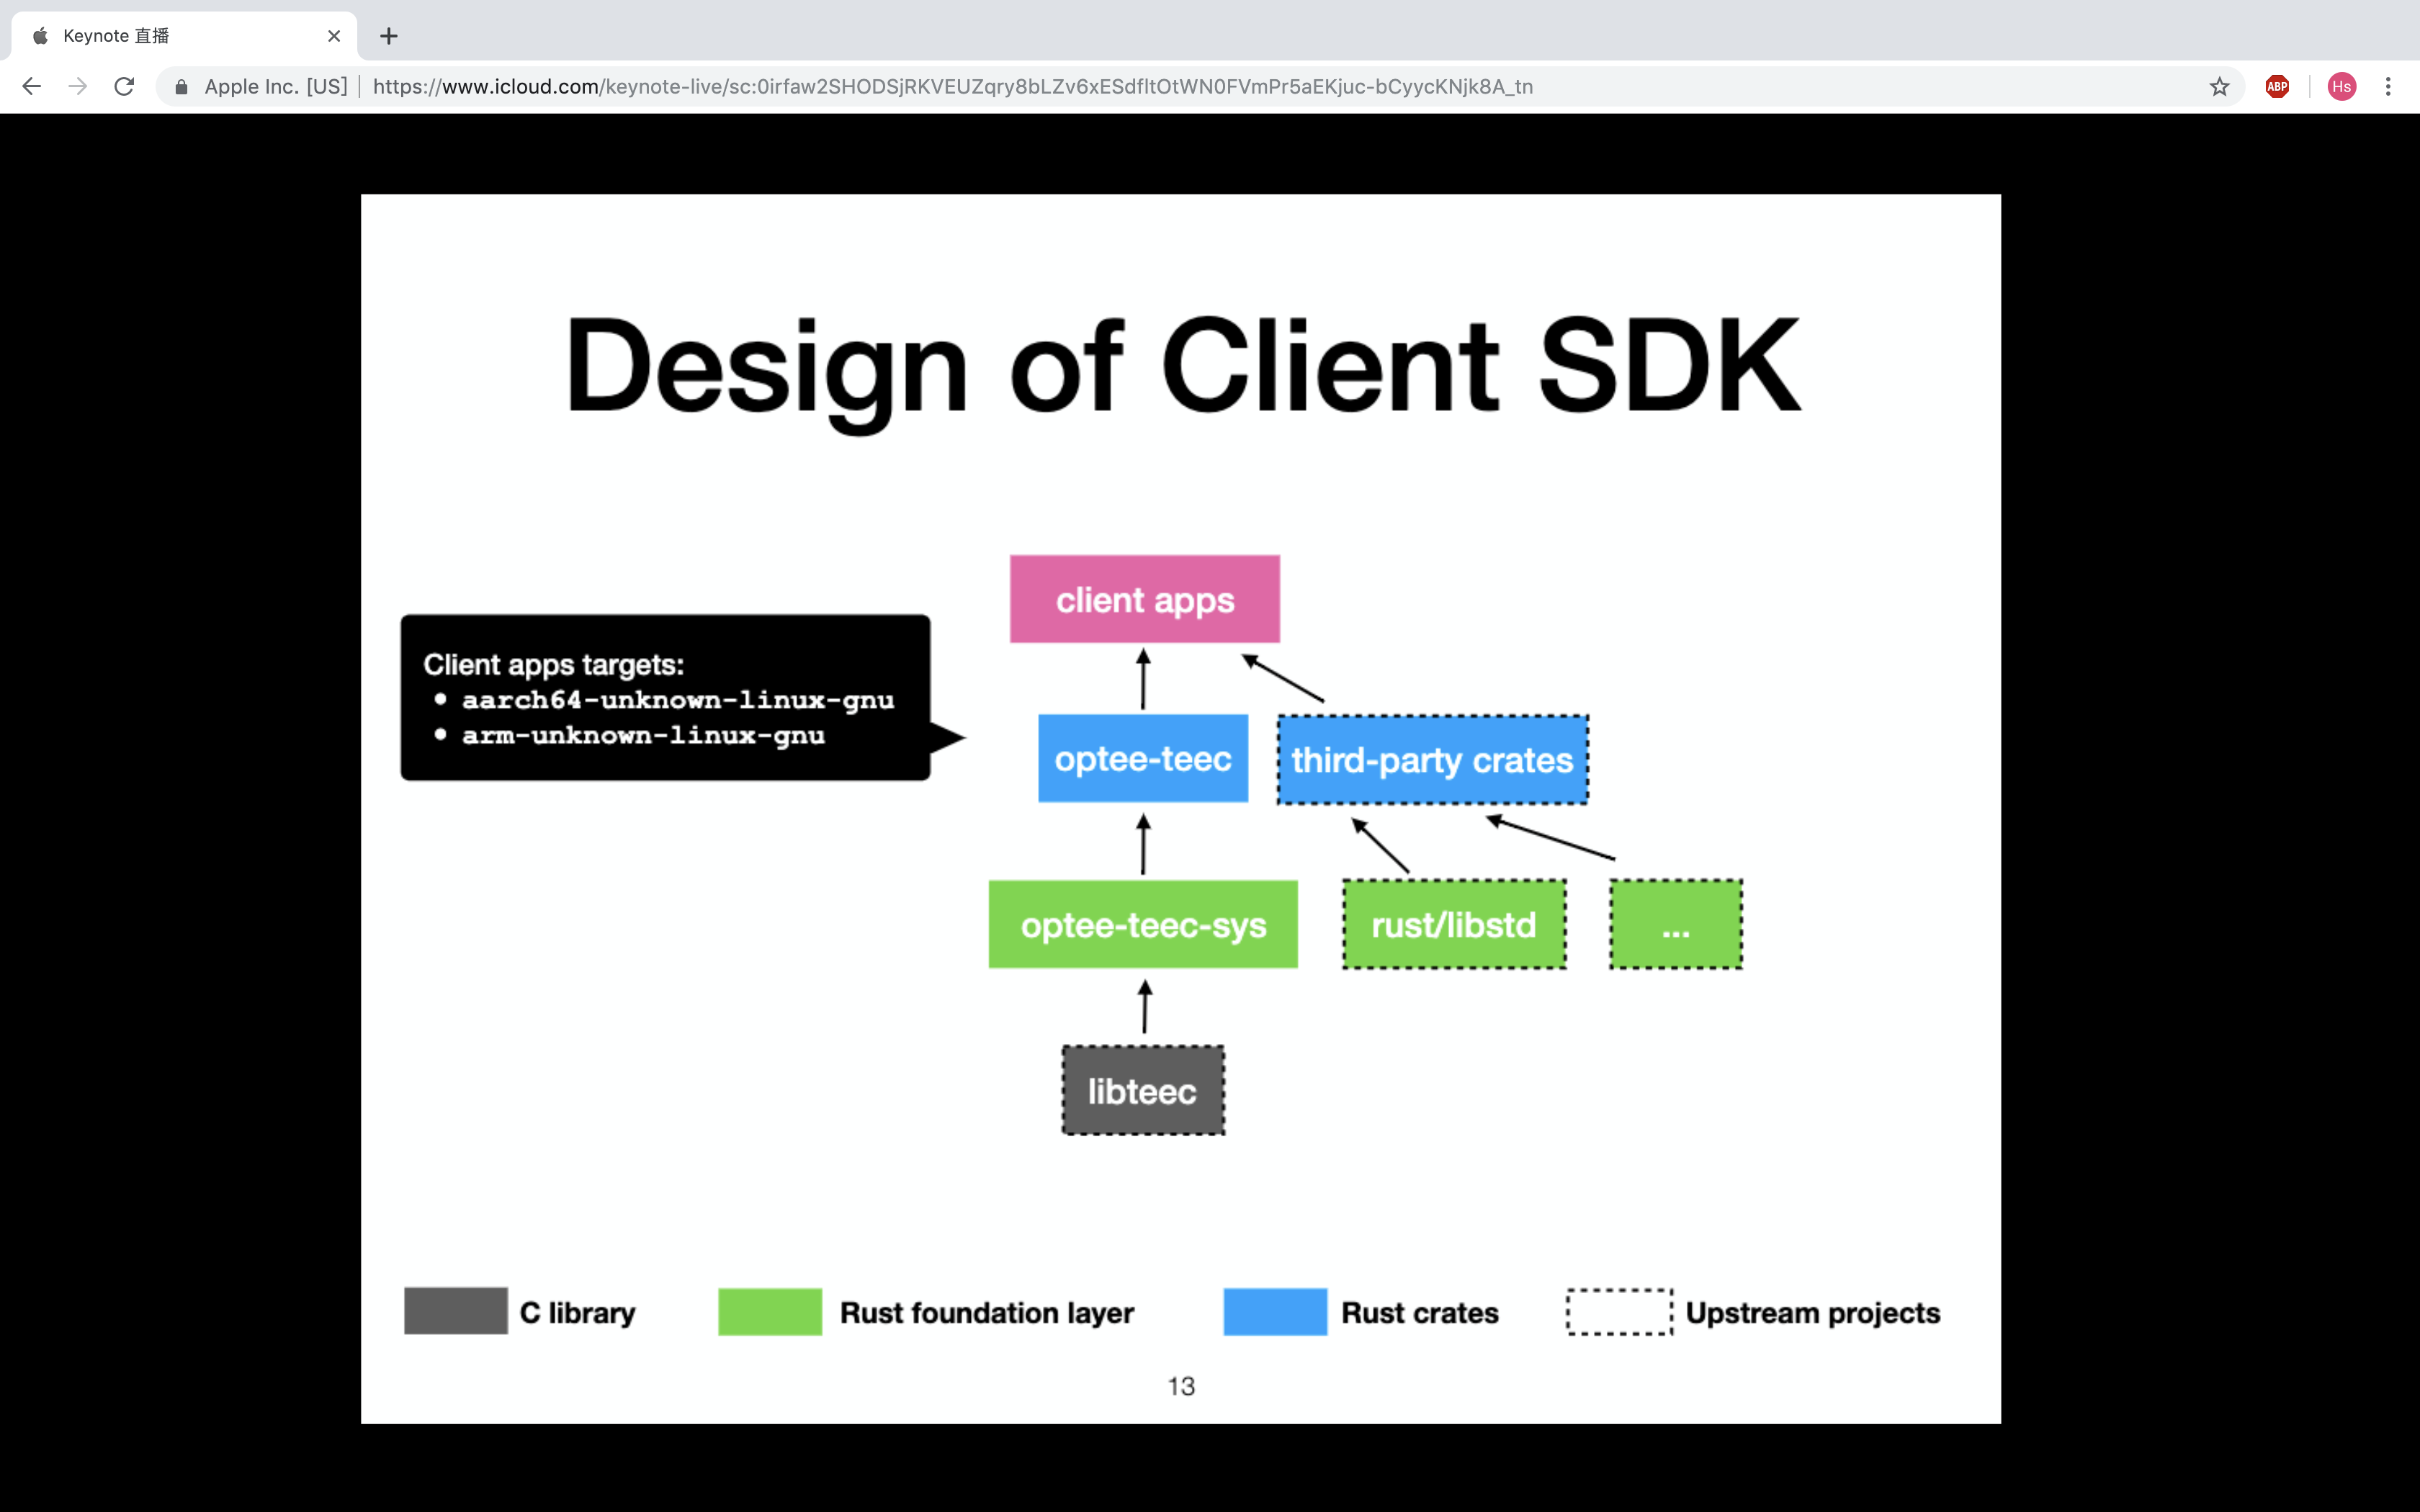 Keynote 直播
Apple Inc. [US]
https://www.icloud.com/keynote-live/sc:0irfaw2SHODSjRKVEUZqry8bLZv6xESdfltOtWN0FVmPr5aEKjuc-bCyycKNjk8A_tn
ABP
Hs
Design of Client SDK
client apps
Client apps targets:
• aarch64-unknown-linux-gnu
• arm-unknown-linux-gnu
optee-teec
third-party crates
optee-teec-sys
rust/libstd
...
libteec
C library
Rust foundation layer
Rust crates
Upstream projects
13